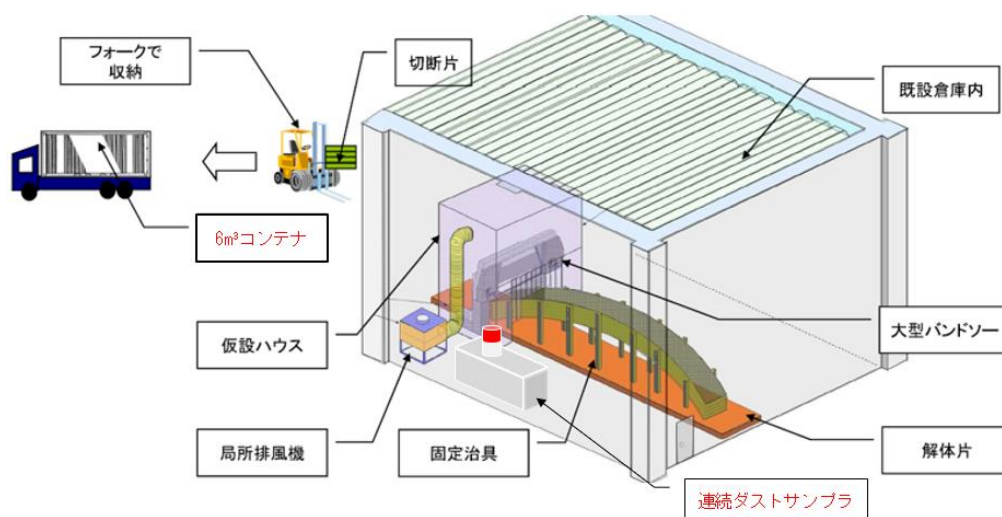 フォークで
収納
切断片
既設倉庫内
6m³コンテナ
仮設ハウス
大型バンドソー
局所排風機
固定治具
解体片
連続ダストサンプラ